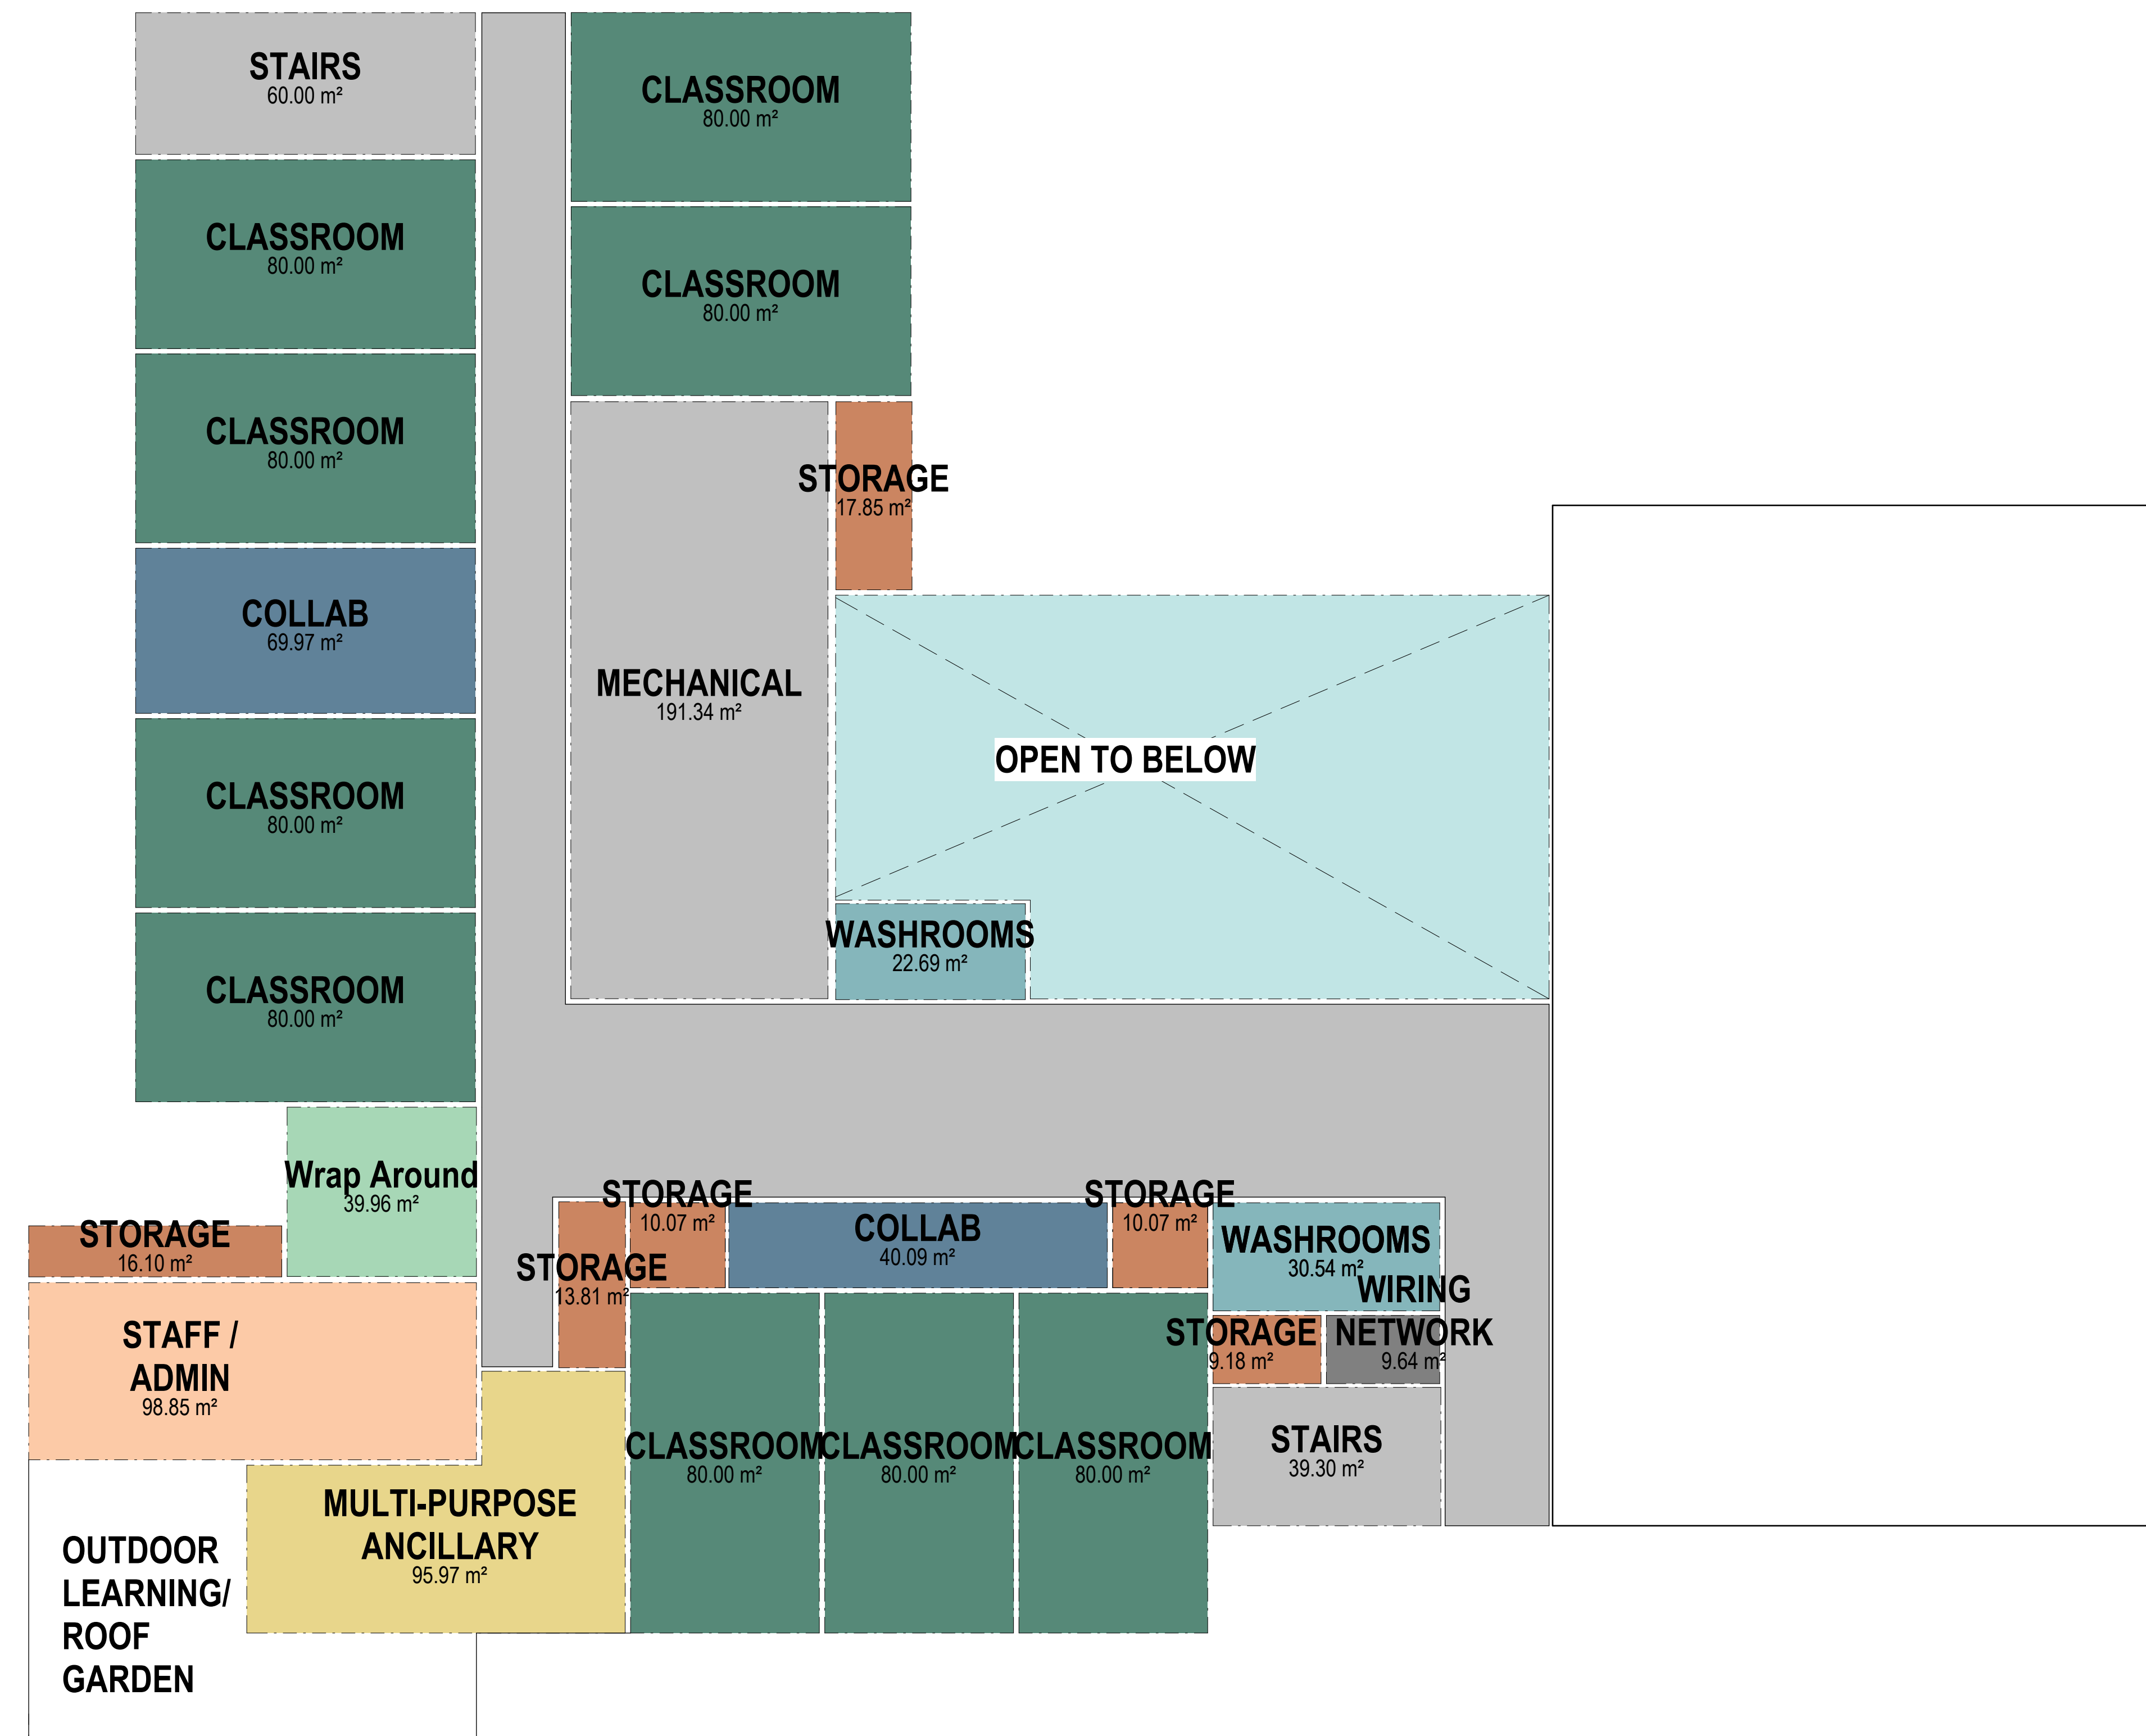 STAIRS
60.00 m²
CLASSROOM
80.00 m²
CLASSROOM
80.00 m²
CLASSROOM
80.00 m²
CLASSROOM
80.00 m²
STORAGE
17.85 m²
COLLAB
69.97 m²
MECHANICAL
191.34 m²
OPEN TO BELOW
CLASSROOM
80.00 m²
WASHROOMS
22.69 m²
CLASSROOM
80.00 m²
Wrap Around
39.96 m²
STORAGE
16.10 m²
STORAGE
10.07 m²
STORAGE
13.81 m²
COLLAB
40.09 m²
STORAGE
10.07 m²
WASHROOMS
30.54 m²
WIRING
NETWORK
9.64 m²
STORAGE
9.18 m²
STAFF /
ADMIN
98.85 m²
CLASSROOM
80.00 m²
CLASSROOM
80.00 m²
CLASSROOM
80.00 m²
STAIRS
39.30 m²
MULTI-PURPOSE
ANCILLARY
95.97 m²
OUTDOOR
LEARNING/
ROOF
GARDEN